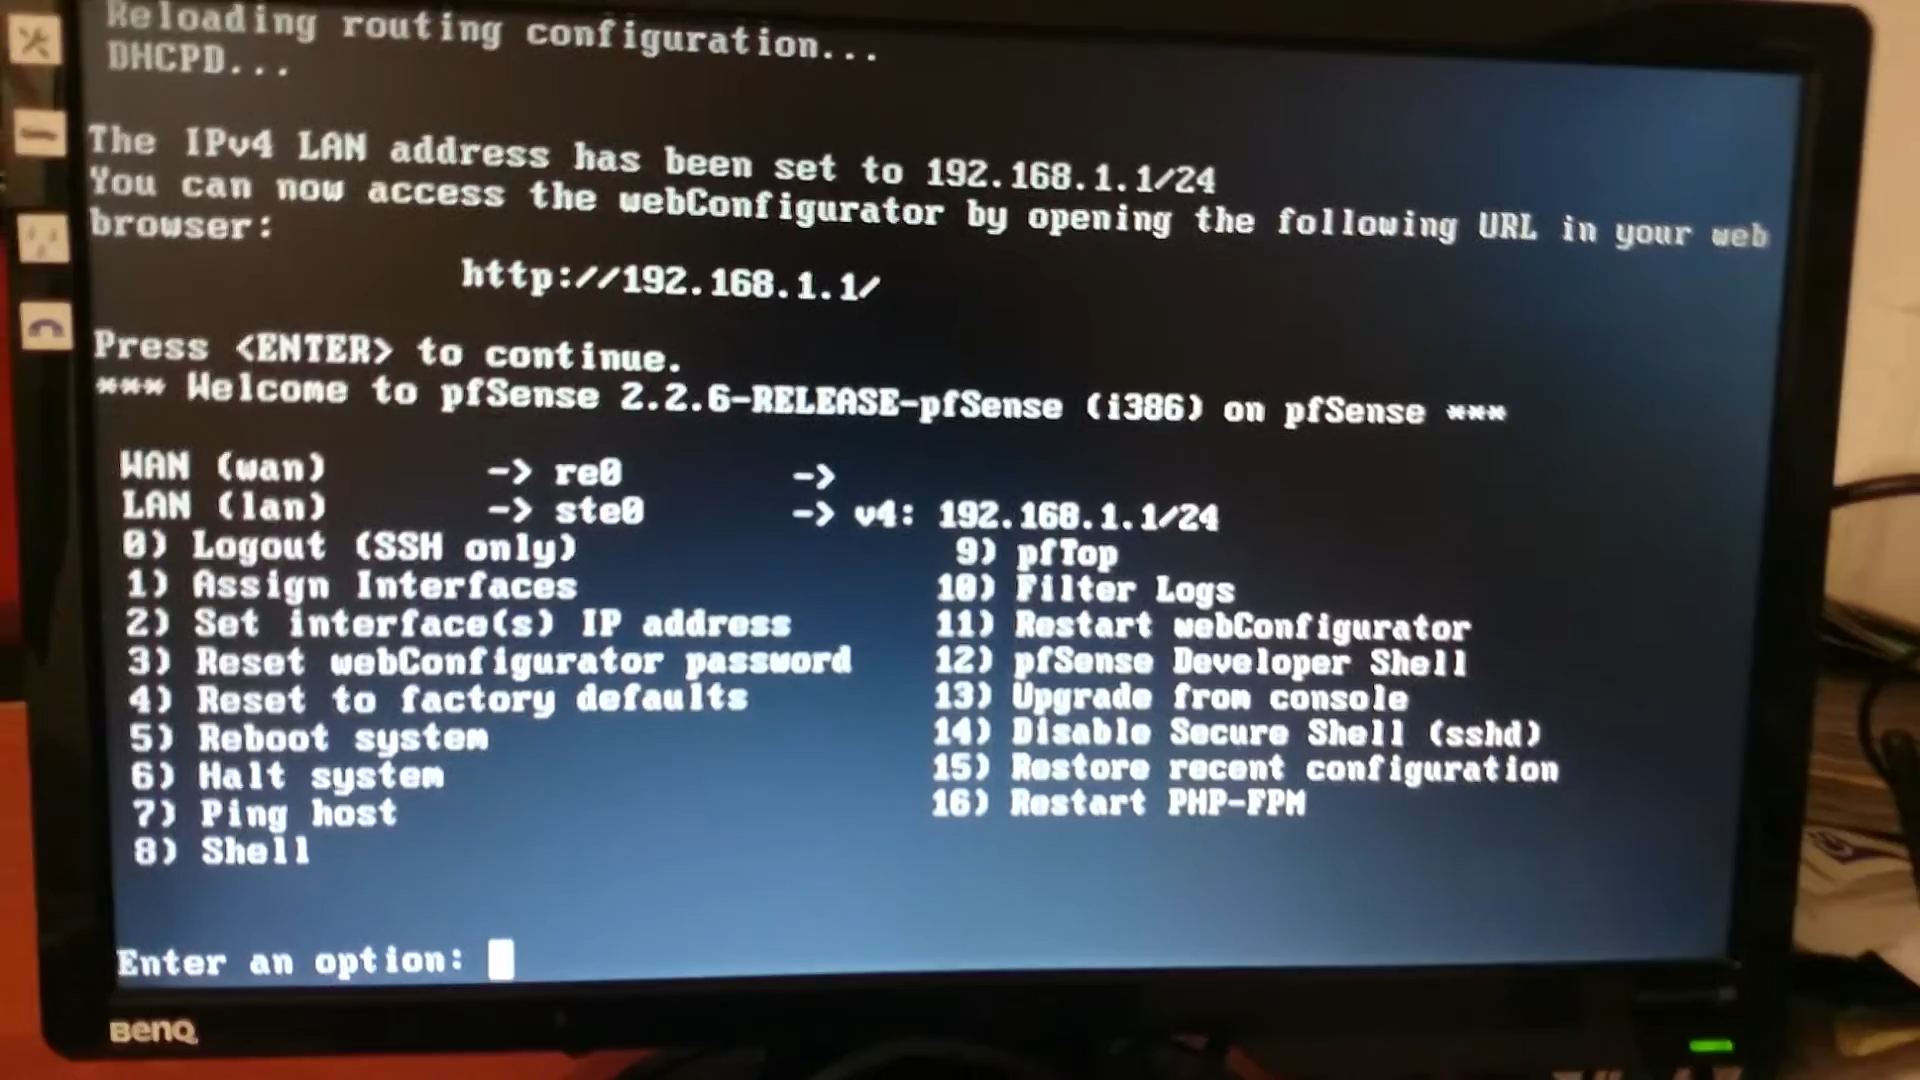 Reloading routing configuration...
DHCPD...
The IPv4 LAN address has been set to 192.168.1.1/24
You can now access the webConfigurator by opening the following URL in your web
browser:
http://192.168.1.1/
Press <ENTER> to continue.
*** Welcome to pfSense 2.2.6-RELEASE-pfSense (i386) on pfSense ***
WAN (wan) -> re0 ->
LAN (lan) -> ste0 -> v4: 192.168.1.1/24
0) Logout (SSH only) 9) pfTop
1) Assign Interfaces 10) Filter Logs
2) Set interface(s) IP address 11) Restart webConfigurator
3) Reset webConfigurator password 12) pfSense Developer Shell
4) Reset to factory defaults 13) Upgrade from console
5) Reboot system 14) Disable Secure Shell (sshd)
6) Halt system 15) Restore recent configuration
7) Ping host 16) Restart PHP-FPM
8) Shell
Enter an option:
BenQ